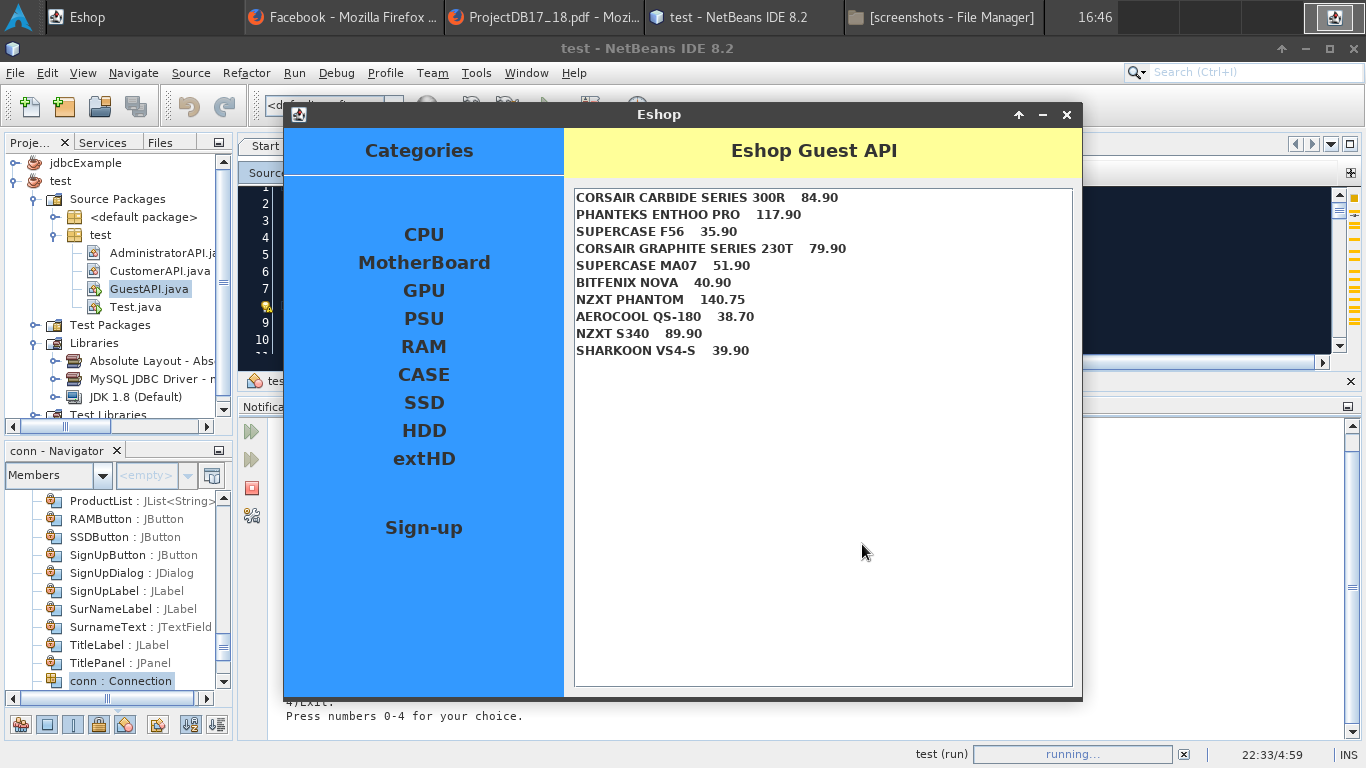 Eshop
Facebook - Mozilla Firefox ...
ProjectDB17_18.pdf - Mozi...
test - NetBeans IDE 8.2
[screenshots - File Manager]
16:46
test - NetBeans IDE 8.2
File Edit View Navigate Source Refactor Run Debug Profile Team Tools Window Help
Search (Ctrl+I)
Proje...
Services
Files
jdbcExample
test
Source Packages
<default package>
test
AdministratorAPI.ja
CustomerAPI.java
GuestAPI.java
Test.java
Test Packages
Libraries
Absolute Layout - Abs
MySQL JDBC Driver - m
JDK 1.8 (Default)
Test Libraries
conn - Navigator
Members
<empty>
ProductList : JList<String>
RAMButton : JButton
SSDButton : JButton
SignUpButton : JButton
SignUpDialog : JDialog
SignUpLabel : JLabel
SurNameLabel : JLabel
SurnameText : JTextField
TitleLabel : JLabel
TitlePanel : JPanel
conn : Connection
Start
Source
2
3
4
5
6
7
9
10
tes
Notifica
Eshop
Categories
CPU
MotherBoard
GPU
PSU
RAM
CASE
SSD
HDD
extHD
Sign-up
Eshop Guest API
CORSAIR CARBIDE SERIES 300R 84.90
PHANTEKS ENTHOO PRO 117.90
SUPERCASE F56 35.90
CORSAIR GRAPHITE SERIES 230T 79.90
SUPERCASE MA07 51.90
BITFENIX NOVA 40.90
NZXT PHANTOM 140.75
AEROCOOL QS-180 38.70
NZXT S340 89.90
SHARKOON VS4-S 39.90
4)Exit.
Press numbers 0-4 for your choice.
test (run)
running...
22:33/4:59
INS